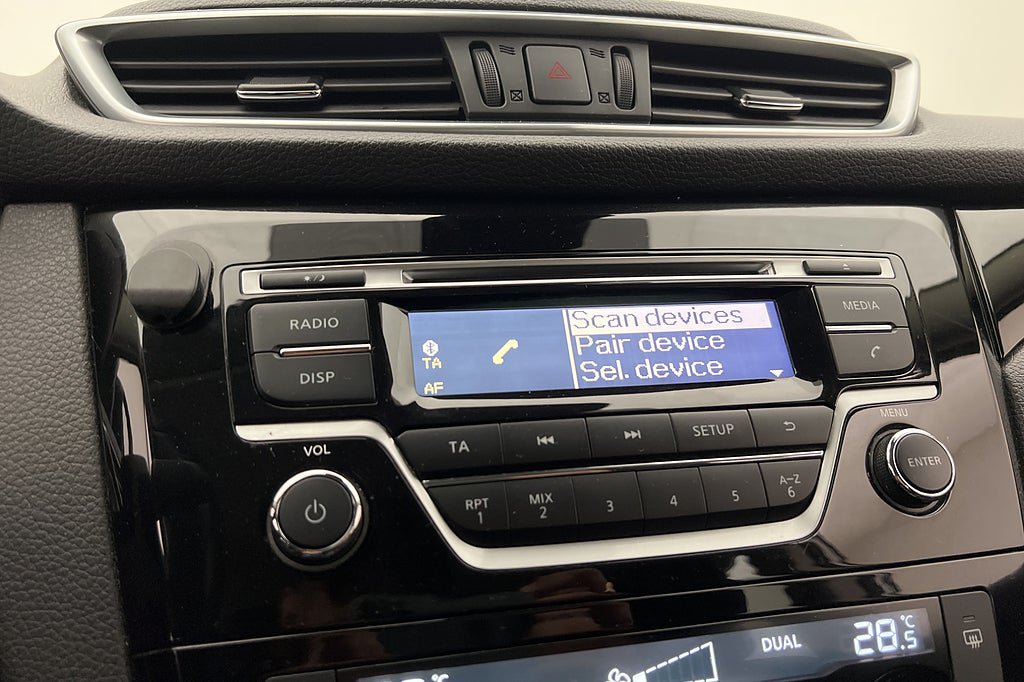 RADIO
DISP
VOL
TA
AF
Scan devices
Pair device
Sel. device
MEDIA
TA
SETUP
MENU
ENTER
RPT
1
MIX
2
3
4
5
A-Z
6
°C
DUAL
28.5 °C